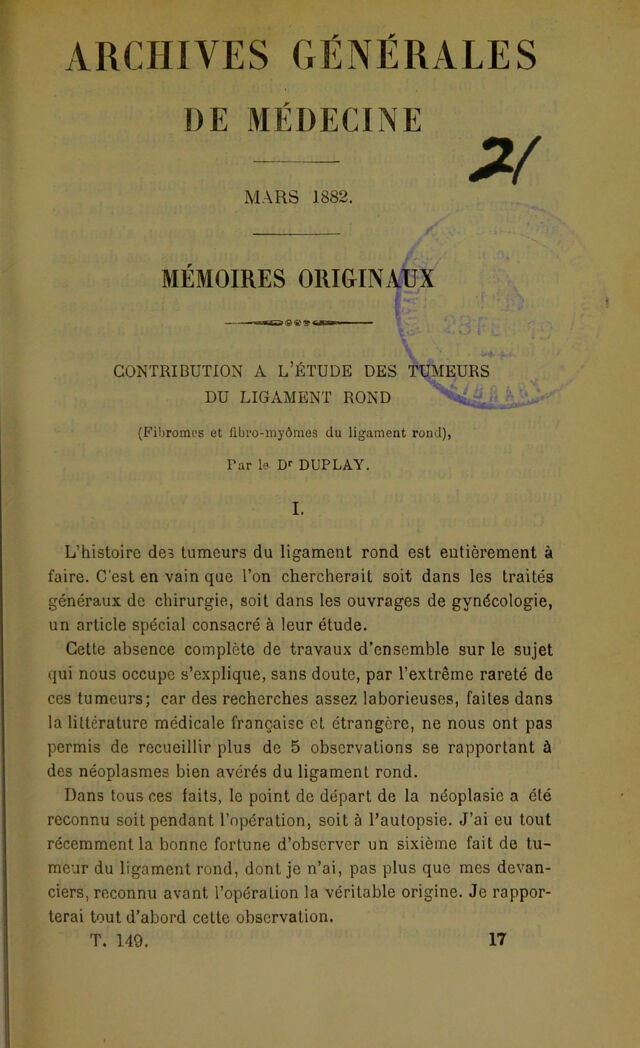 ARCHIVES GÉNÉRALES
DE MÉDECINE
21
MARS 1882.
MÉMOIRES ORIGINAUX
CONTRIBUTION A L'ÉTUDE DES TUMEURS
DU LIGAMENT ROND
(Fibromes et fibro-myômes du ligament rond),
Par le Dr DUPLAY.
I.
L'histoire des tumeurs du ligament rond est entièrement à
faire. C'est en vain que l'on chercherait soit dans les traités
généraux de chirurgie, soit dans les ouvrages de gynécologie,
un article spécial consacré à leur étude.
Cette absence complète de travaux d'ensemble sur le sujet
qui nous occupe s'explique, sans doute, par l'extrême rareté de
ces tumeurs; car des recherches assez laborieuses, faites dans
la littérature médicale française et étrangère, ne nous ont pas
permis de recueillir plus de 5 observations se rapportant à
des néoplasmes bien avérés du ligament rond.
Dans tous ces faits, le point de départ de la néoplasie a été
reconnu soit pendant l'opération, soit à l'autopsie. J'ai eu tout
récemment la bonne fortune d'observer un sixième fait de tu-
meur du ligament rond, dont je n'ai, pas plus que mes devan-
ciers, reconnu avant l'opération la véritable origine. Je rappor-
terai tout d'abord cette observation.
T. 149. 17